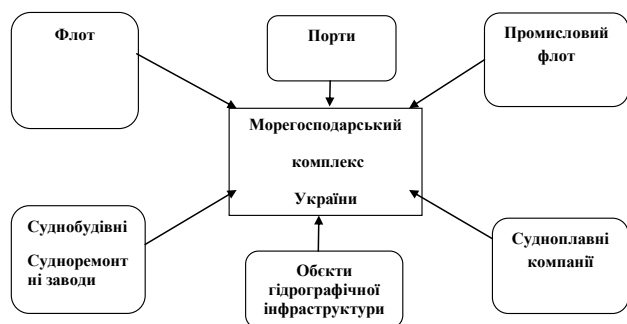 Флот
Порти
Промисловий
флот
Морегосподарський
комплекс
України
Суднобудівні
Судноремонт
ні заводи
Обєкти
гідрографічної
інфраструктури
Судноплавні
компанії